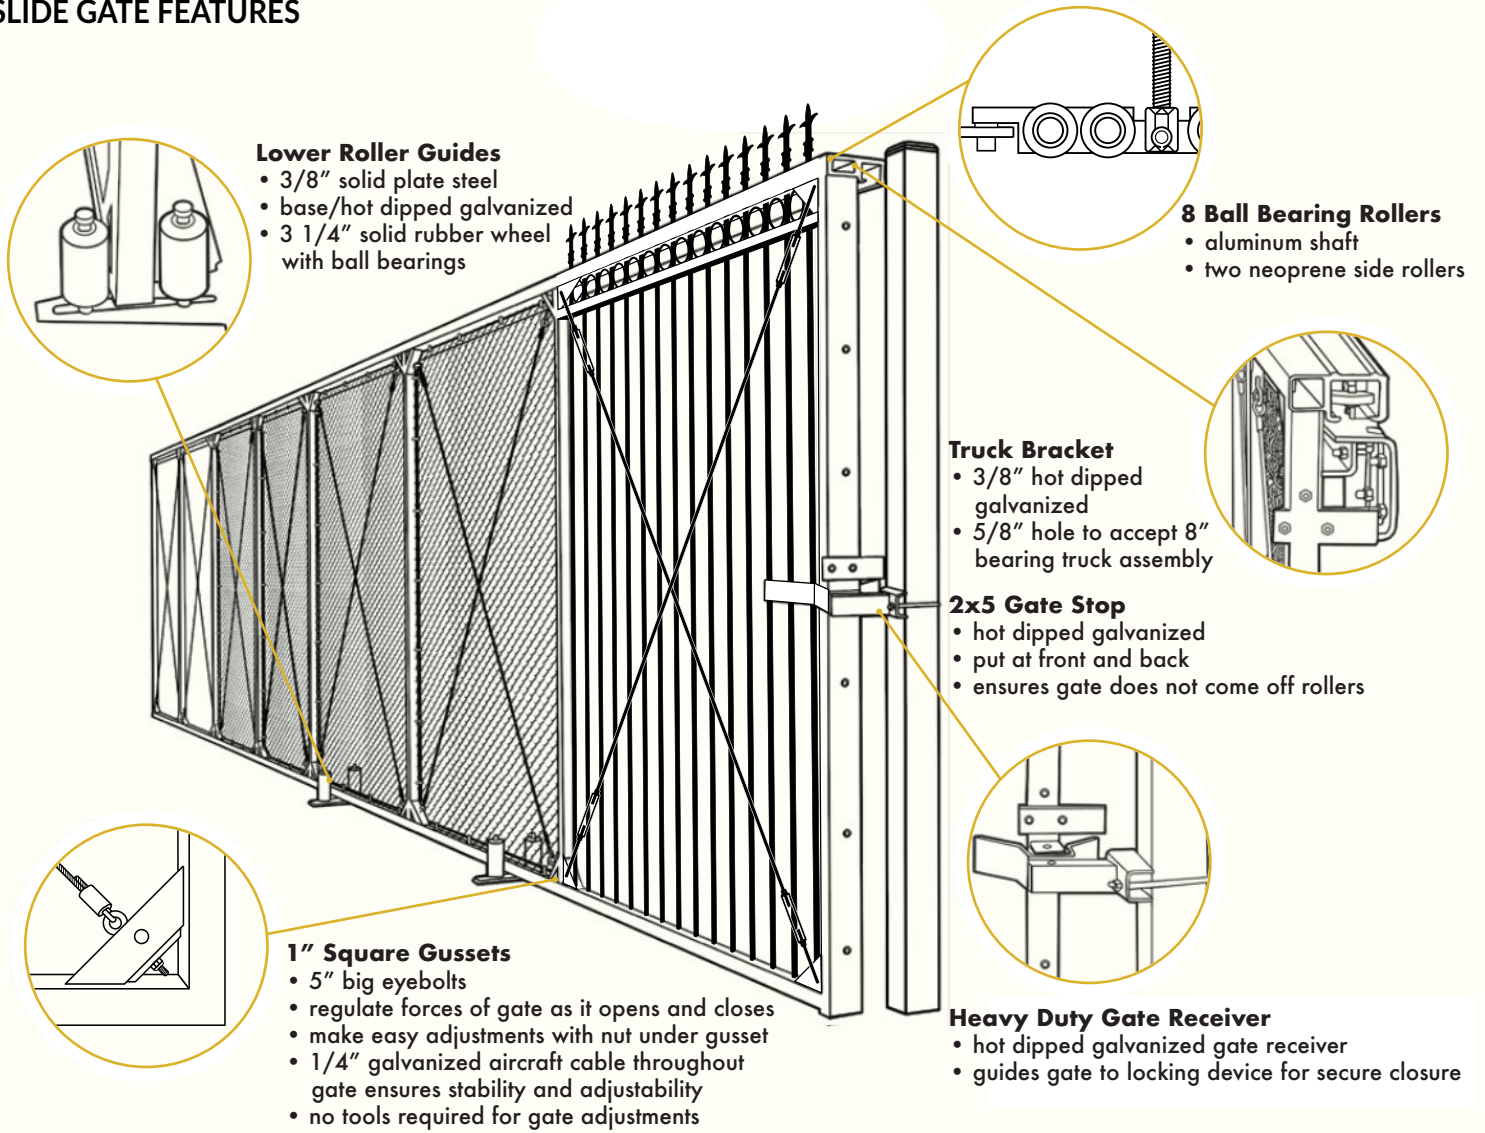 SLIDE GATE FEATURES
Lower Roller Guides
• 3/8” solid plate steel
• base/hot dipped galvanized
• 3 1/4” solid rubber wheel
with ball bearings
8 Ball Bearing Rollers
• aluminum shaft
• two neoprene side rollers
Truck Bracket
• 3/8” hot dipped
galvanized
• 5/8” hole to accept 8”
bearing truck assembly
2x5 Gate Stop
• hot dipped galvanized
• put at front and back
• ensures gate does not come off rollers
1” Square Gussets
• 5” big eyebolts
• regulate forces of gate as it opens and closes
• make easy adjustments with nut under gusset
• 1/4” galvanized aircraft cable throughout
gate ensures stability and adjustability
• no tools required for gate adjustments
Heavy Duty Gate Receiver
• hot dipped galvanized gate receiver
• guides gate to locking device for secure closure